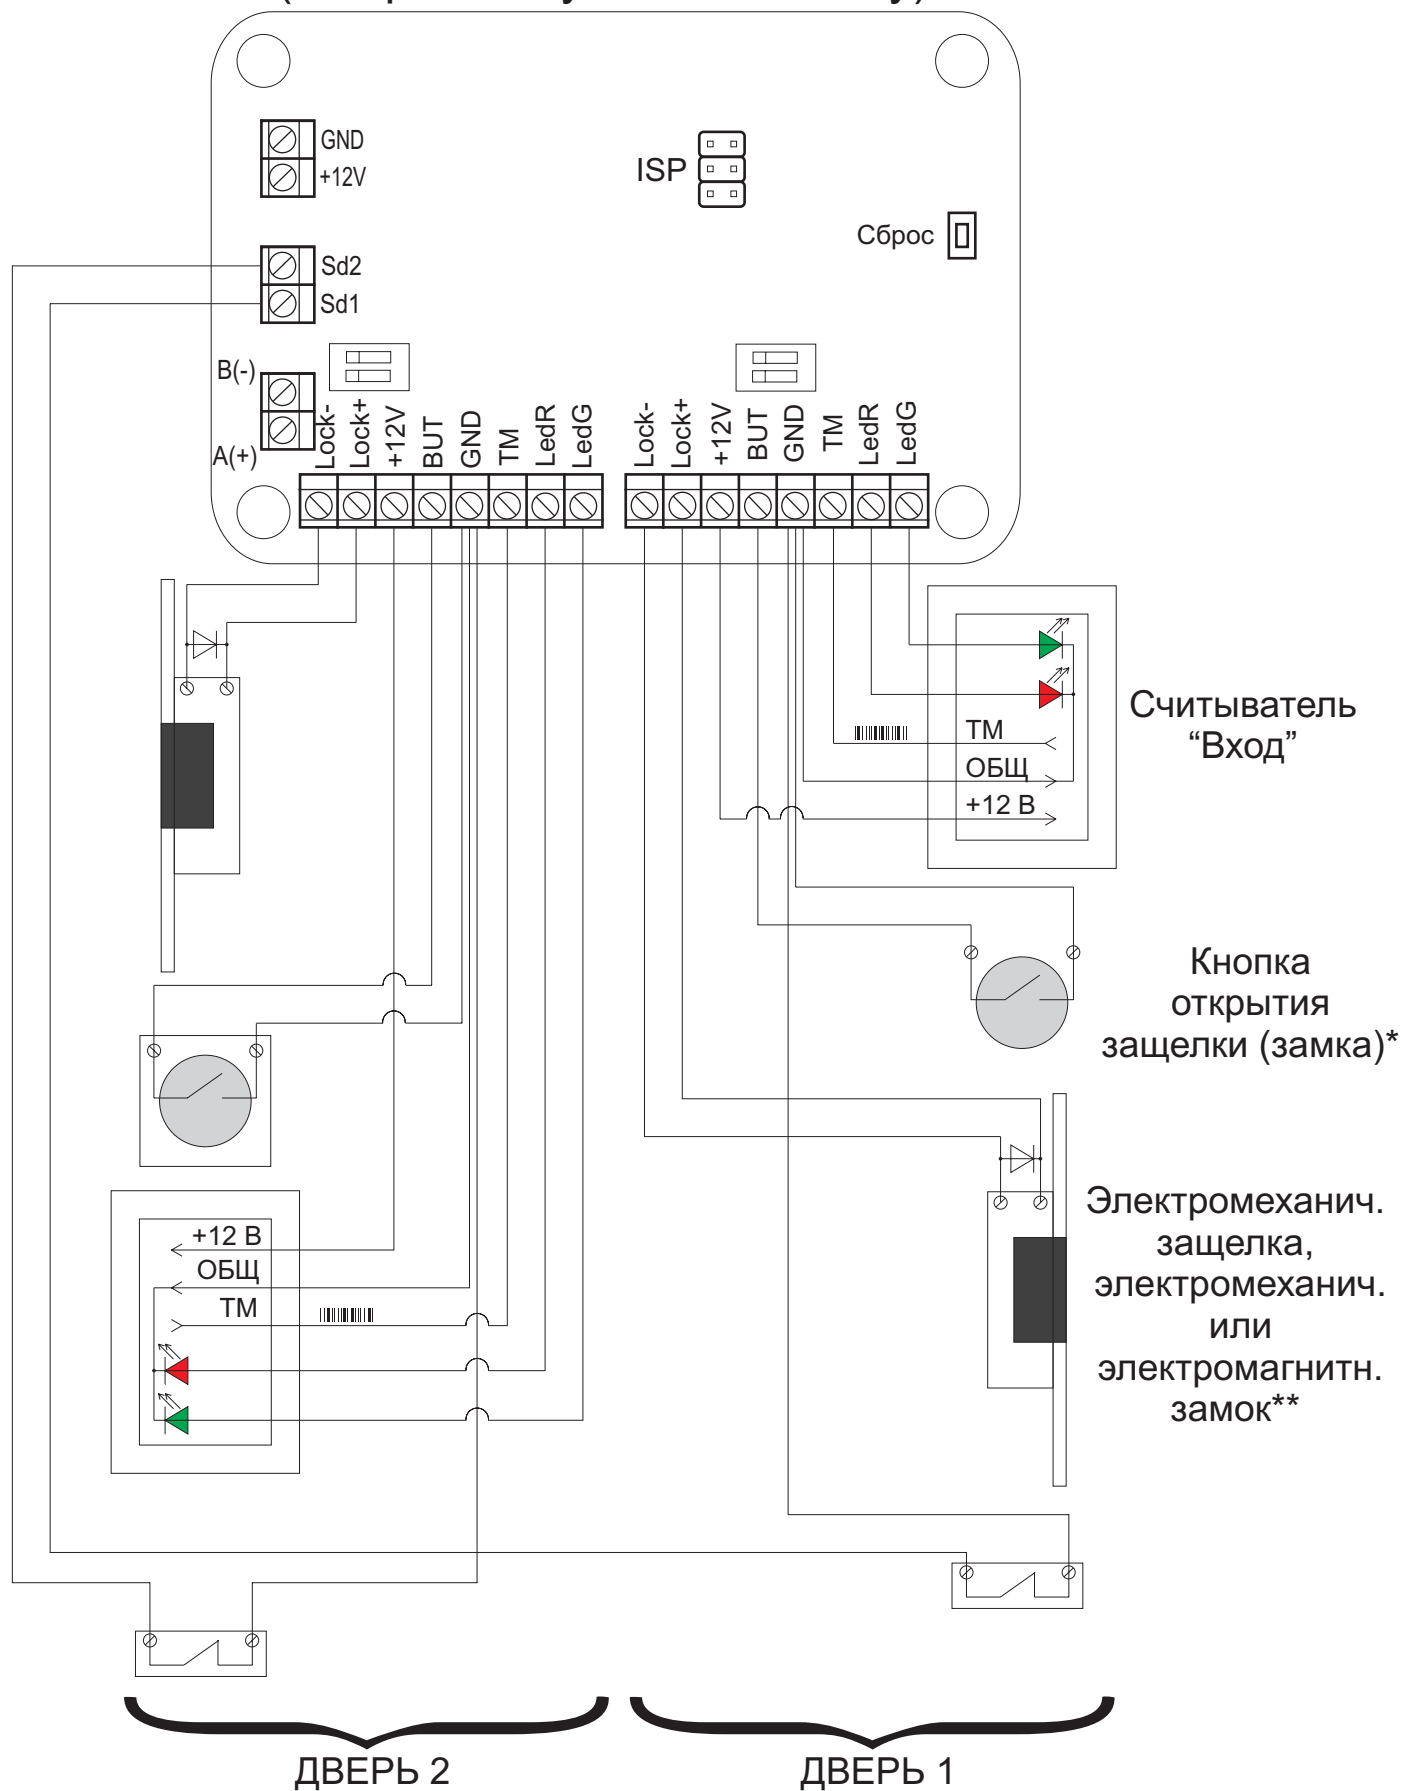 GND
+12V
ISP
Сброс
Sd2
Sd1
B(-)
A(+)
Lock-
Lock+
+12V
BUT
GND
TM
LedR
LedG
Lock-
Lock+
+12V
BUT
GND
TM
LedR
LedG
ТМ
ОБЩ
+12 В
Считыватель
“Вход”
Кнопка
открытия
защелки (замка)*
+12 В
ОБЩ
ТМ
Электромеханич.
защелка,
электромеханич.
или
электромагнитн.
замок**
ДВЕРЬ 2
ДВЕРЬ 1